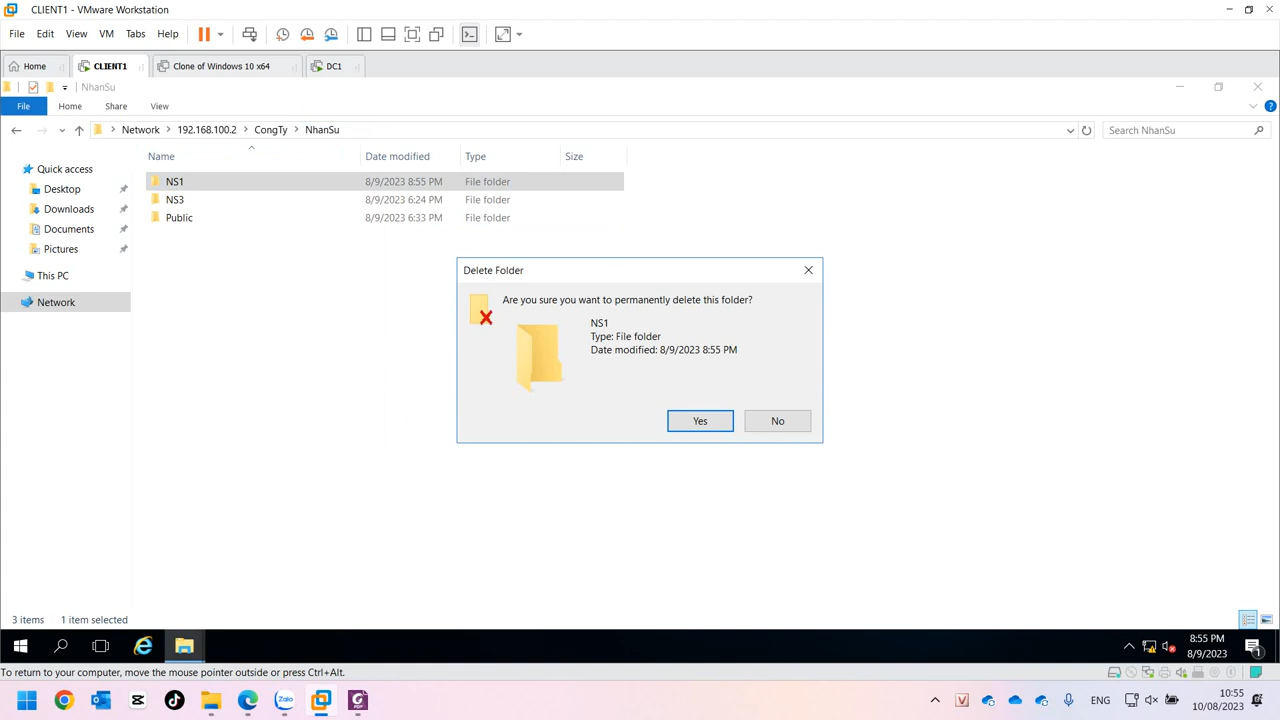 CLIENT1 - VMware Workstation
File Edit View VM Tabs Help
Home CLIENT1 Clone of Windows 10 x64 DC1
NhanSu
File Home Share View
Network > 192.168.100.2 > CongTy > NhanSu Search NhanSu
Name Date modified Type Size
Quick access
Desktop
Downloads
Documents
Pictures
This PC
Network
NS1 8/9/2023 8:55 PM File folder
NS3 8/9/2023 6:24 PM File folder
Public 8/9/2023 6:33 PM File folder
Delete Folder
Are you sure you want to permanently delete this folder?
NS1
Type: File folder
Date modified: 8/9/2023 8:55 PM
Yes No
3 items 1 item selected
8:55 PM
8/9/2023
1
To return to your computer, move the mouse pointer outside or press Ctrl+Alt.
Zalo
PDF
V
ENG
10:55
10/08/2023